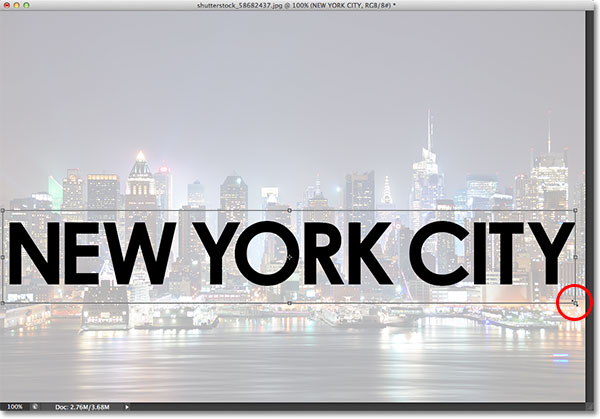 shutterstock_58682437.jpg @ 100% (NEW YORK CITY, RGB/8#) *
NEW YORK CITY
100% Doc: 2.76M/3.68M